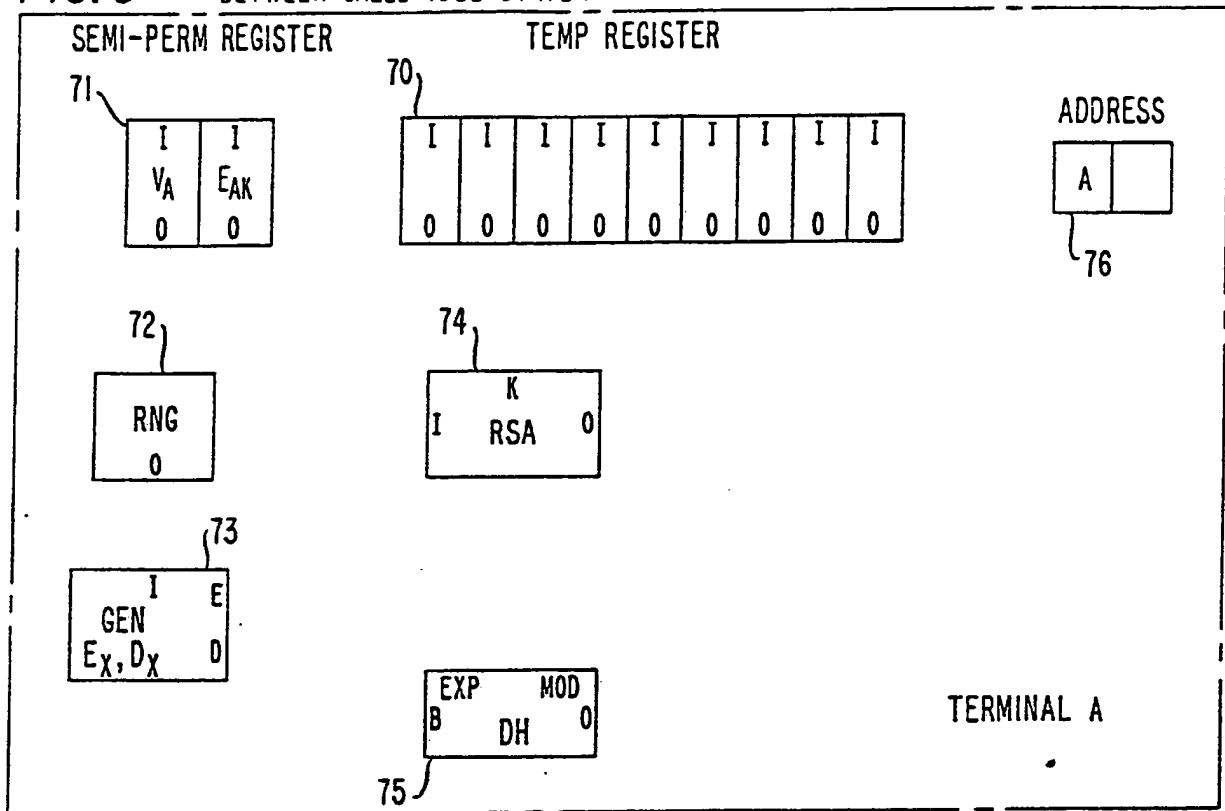 SEMI-PERM REGISTER
TEMP REGISTER
71
70
ADDRESS
I I
V_A E_AK
0 0
I I I I I J I I I
0 0 0 0 0 0 0 0 0
A
76
72
74
RNG
0
K
I RSA 0
73
I E
GEN
E_X, D_X D
EXP MOD
B DH 0
75
TERMINAL A